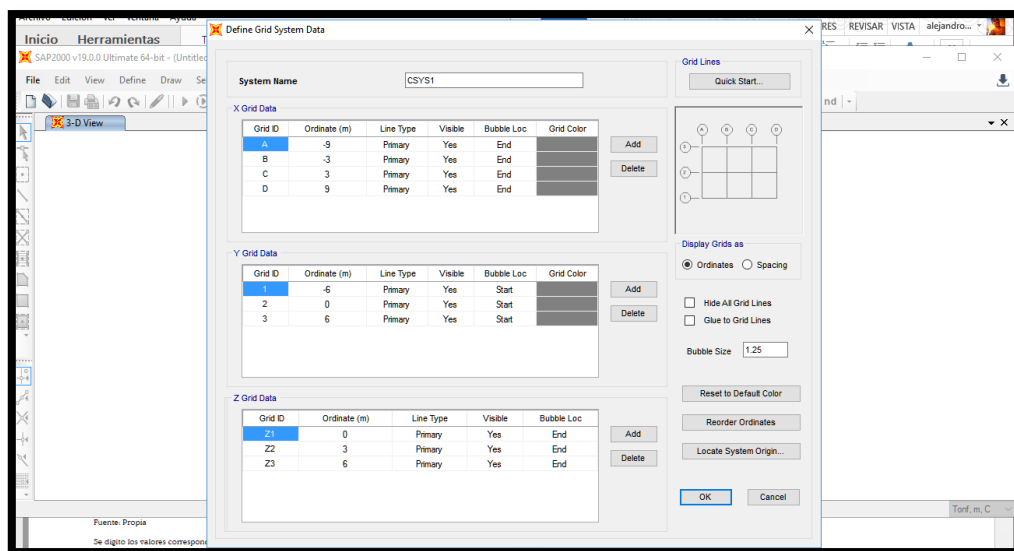 Define Grid System Data
RES REVISAR VISTA alejandro...
Inicio Herramientas
SAP2000 v19.0.0 Ultimate 64-bit - (Untitled
File Edit View Define Draw Se
nd
3-D View
System Name CSYS1
Grid Lines
Quick Start...
X Grid Data
Grid ID Ordinate (m) Line Type Visible Bubble Loc Grid Color
A -9 Primary Yes End
B -3 Primary Yes End
C 3 Primary Yes End
D 9 Primary Yes End
Add
Delete
A B C D
3
2
1
Y Grid Data
Grid ID Ordinate (m) Line Type Visible Bubble Loc Grid Color
1 -6 Primary Yes Start
2 0 Primary Yes Start
3 6 Primary Yes Start
Add
Delete
Display Grids as
Ordinates Spacing
Hide All Grid Lines
Glue to Grid Lines
Bubble Size 1.25
Z Grid Data
Grid ID Ordinate (m) Line Type Visible Bubble Loc
Z1 0 Primary Yes End
Z2 3 Primary Yes End
Z3 6 Primary Yes End
Add
Delete
Reset to Default Color
Reorder Ordinates
Locate System Origin...
OK Cancel
Tonf, m, C
Fuente: Propia
Se digito los valores correspon